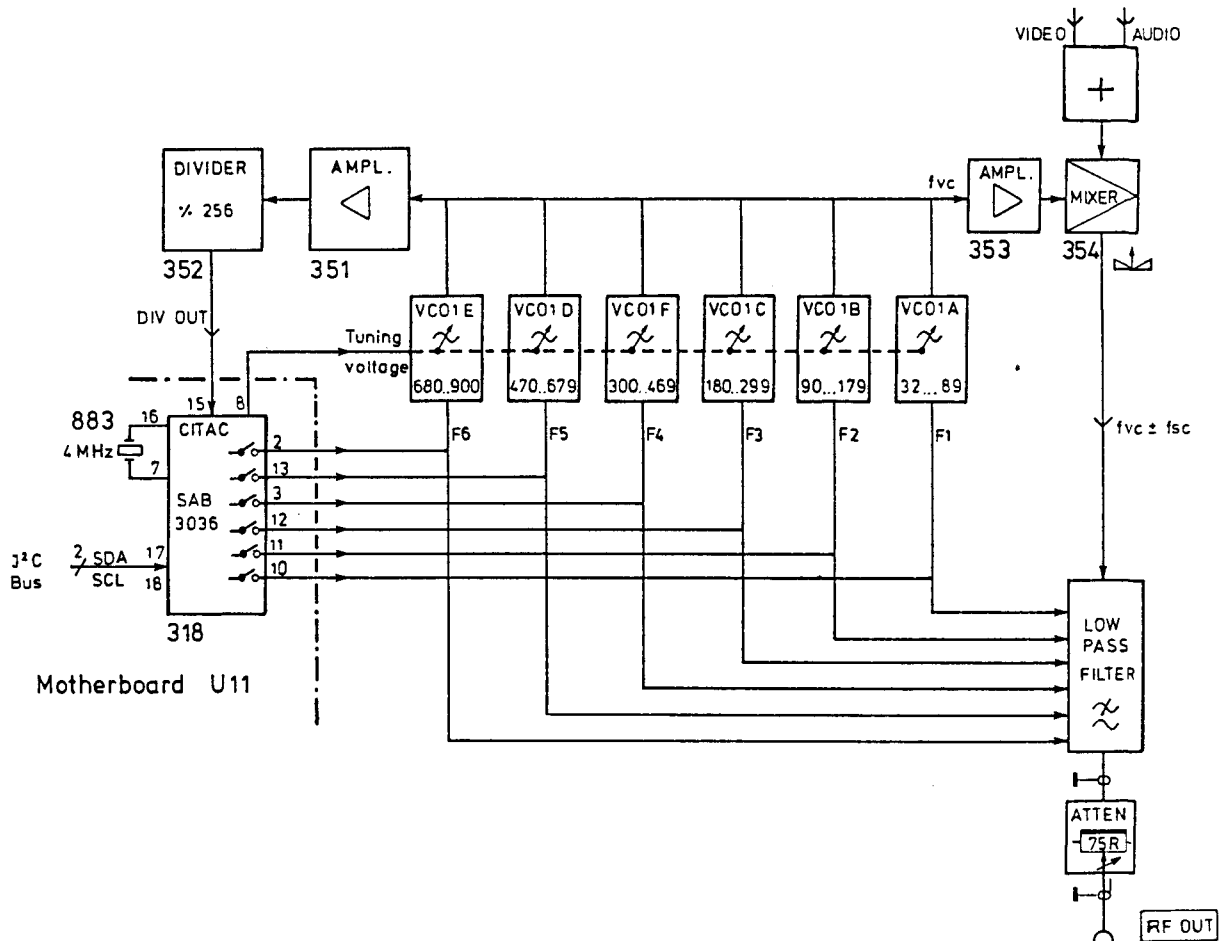 VIDEO AUDIO
+
DIVIDER
% 256
352
AMPL.
351
fvc
AMPL.
353
MIXER
354
DIV OUT
Tuning
voltage
VCO1E
680..900
VCO1D
470..679
VCO1F
300..469
VCO1C
180..299
VCO1B
90...179
VCO1A
32...89
F6
F5
F4
F3
F2
F1
fvc ± fsc
883
4 MHz
16
7
15
8
CITAC
SAB
3036
2
13
3
12
11
10
J²C
Bus
2
SDA
SCL
17
18
318
Motherboard U11
LOW
PASS
FILTER
ATTEN
75R
RF OUT